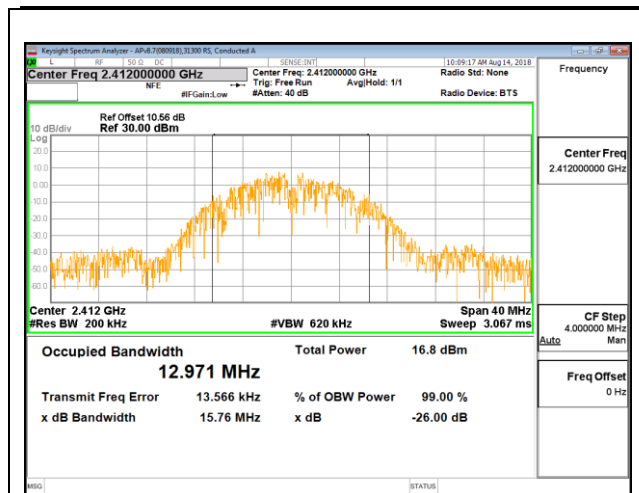 Keysight Spectrum Analyzer - APv8.7(080918),31300 RS, Conducted A
L RF 50 Ω DC SENSE:INT 10:09:17 AM Aug 14, 2018
Center Freq 2.412000000 GHz Center Freq: 2.412000000 GHz Radio Std: None Frequency
NFE Trig: Free Run Avg|Hold: 1/1
#IFGain:Low #Atten: 40 dB Radio Device: BTS
Ref Offset 10.56 dB
10 dB/div Ref 30.00 dBm
Log
20.0
10.0
0.00
-10.0
-20.0
-30.0
-40.0
-50.0
-60.0
Center Freq
2.412000000 GHz
Center 2.412 GHz Span 40 MHz
#Res BW 200 kHz #VBW 620 kHz Sweep 3.067 ms
CF Step
4.000000 MHz
Auto Man
Occupied Bandwidth Total Power 16.8 dBm
12.971 MHz
Transmit Freq Error 13.566 kHz % of OBW Power 99.00 %
x dB Bandwidth 15.76 MHz x dB -26.00 dB
Freq Offset
0 Hz
MSG STATUS